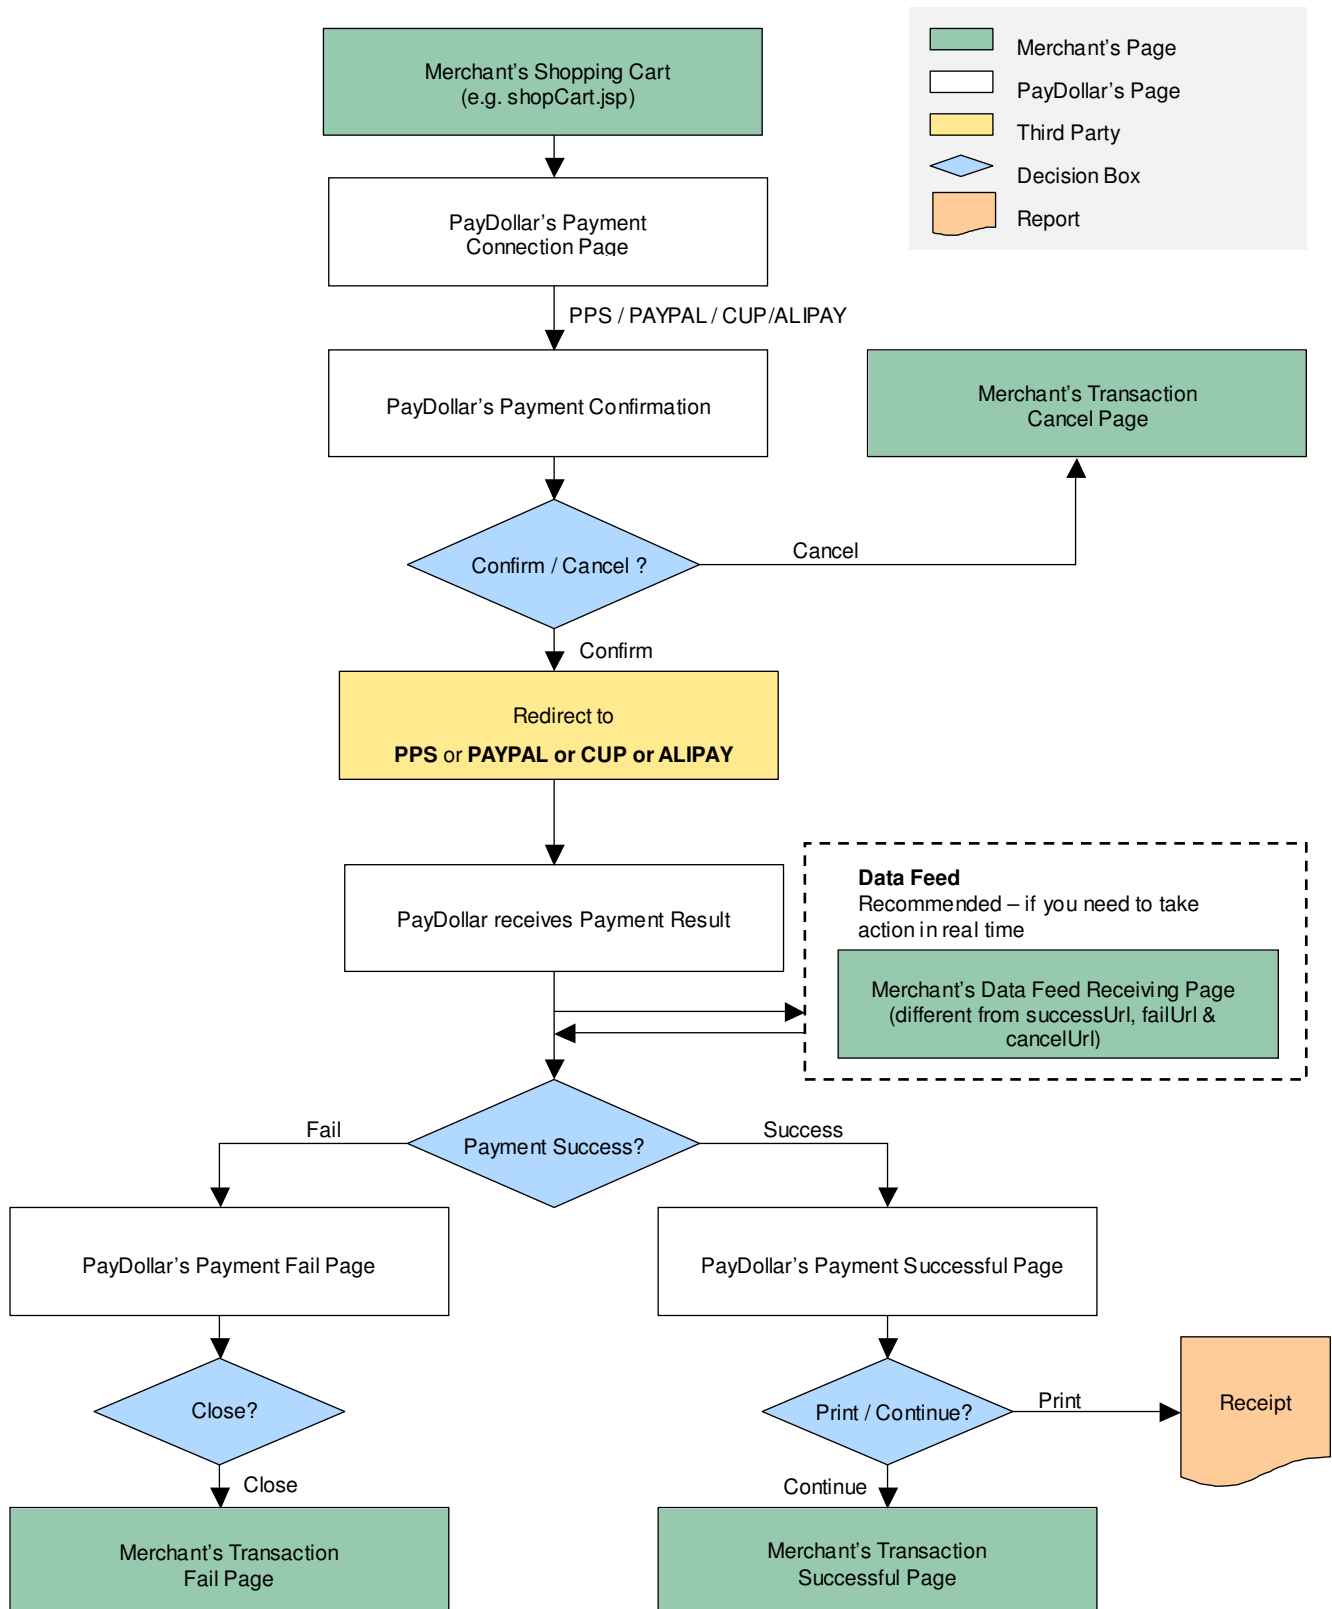 Merchant's Shopping Cart
(e.g. shopCart.jsp)
Merchant's Page
PayDollar's Page
Third Party
Decision Box
Report
PayDollar's Payment
Connection Page
PPS / PAYPAL / CUP/ALIPAY
PayDollar's Payment Confirmation
Merchant's Transaction
Cancel Page
Confirm / Cancel ?
Cancel
Confirm
Redirect to
PPS or PAYPAL or CUP or ALIPAY
PayDollar receives Payment Result
Data Feed
Recommended – if you need to take
action in real time
Merchant's Data Feed Receiving Page
(different from successUrl, failUrl &
cancelUrl)
Payment Success?
Fail
Success
PayDollar's Payment Fail Page
PayDollar's Payment Successful Page
Close?
Print / Continue?
Print
Receipt
Close
Continue
Merchant's Transaction
Fail Page
Merchant's Transaction
Successful Page